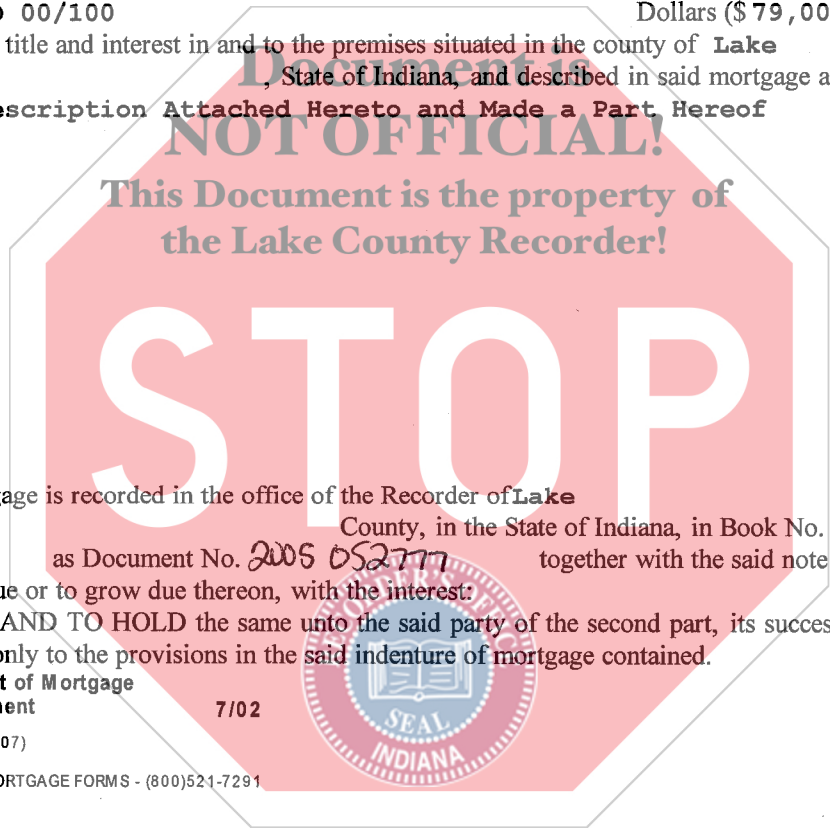 00/100 Dollars ($ 79,00
title and interest in and to the premises situated in the county of Lake
Document is
, State of Indiana, and described in said mortgage a
scription Attached Hereto and Made a Part Hereof
NOT OFFICIAL!
This Document is the property of
the Lake County Recorder!
STOP
age is recorded in the office of the Recorder of Lake
County, in the State of Indiana, in Book No.
as Document No. 2005 052777 together with the said note
ue or to grow due thereon, with the interest:
AND TO HOLD the same unto the said party of the second part, its succes
only to the provisions in the said indenture of mortgage contained.
t of Mortgage
ent 7/02
07)
ORTGAGE FORMS - (800)521-7291
RECORDER'S OFFICE
SEAL
INDIANA